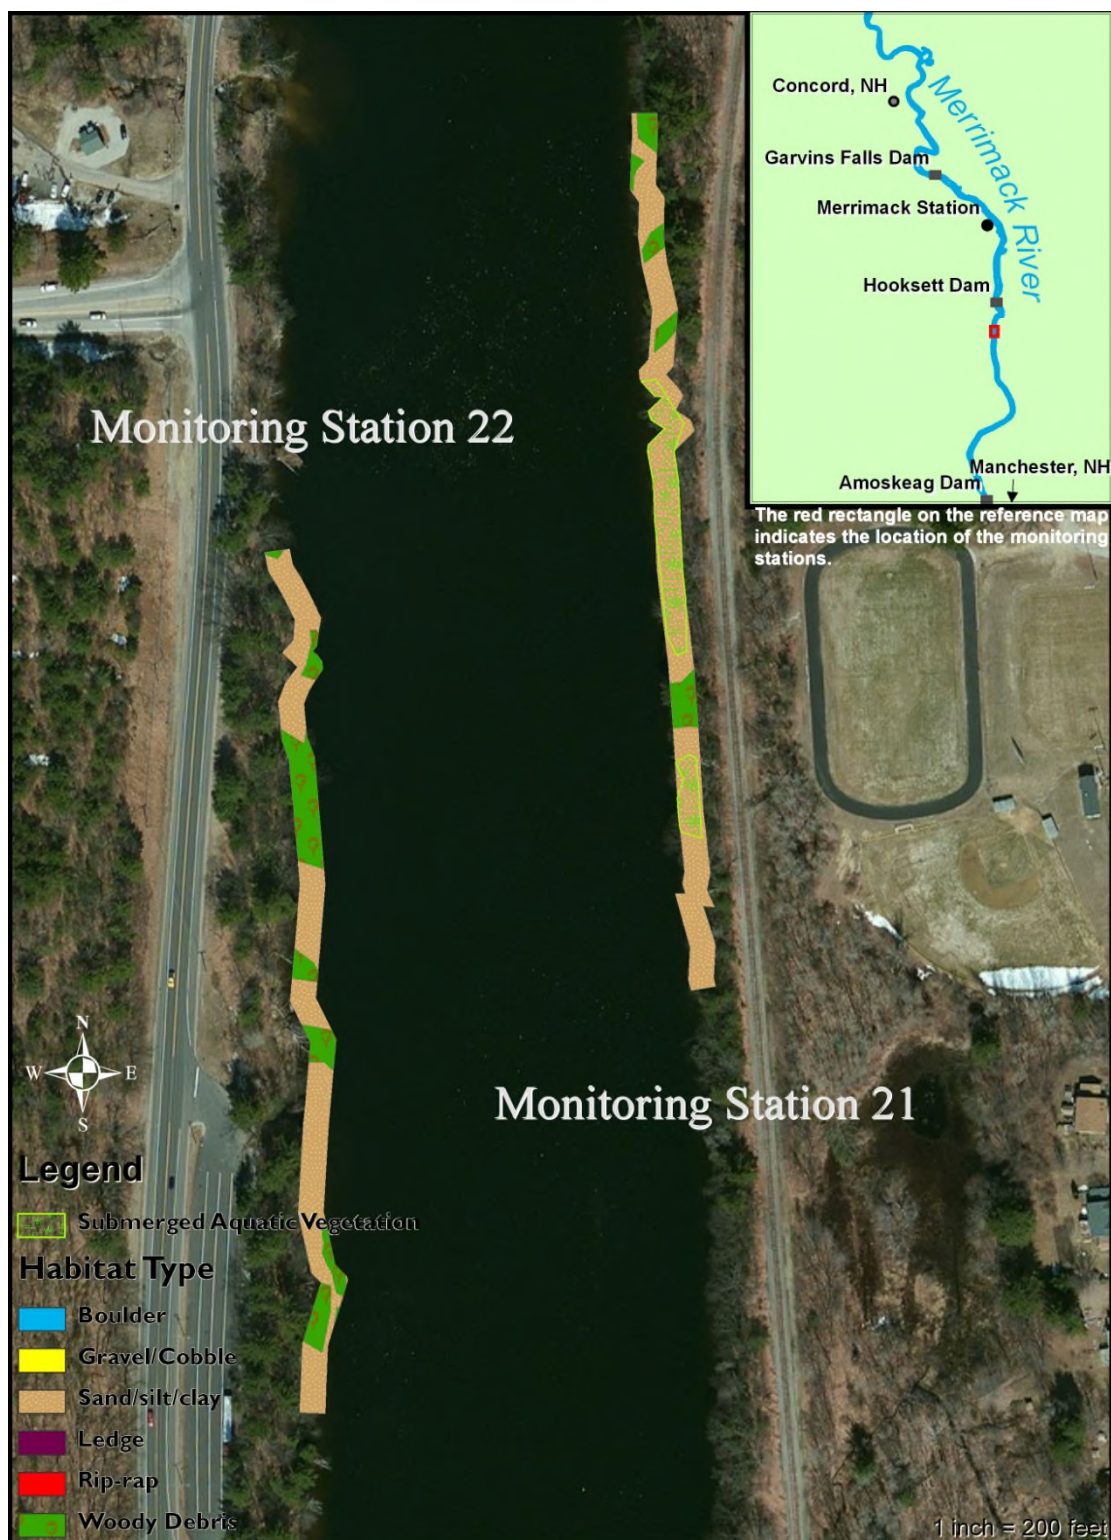 Concord, NH
Merrimack River
Garvins Falls Dam
Merrimack Station
Hooksett Dam
Manchester, NH
Amoskeag Dam
The red rectangle on the reference map
indicates the location of the monitoring
stations.
Monitoring Station 22
Monitoring Station 21
N
W
E
S
Legend
Submerged Aquatic Vegetation
Habitat Type
Boulder
Gravel/Cobble
Sand/silt/clay
Ledge
Rip-rap
Woody Debris
1 inch = 200 feet